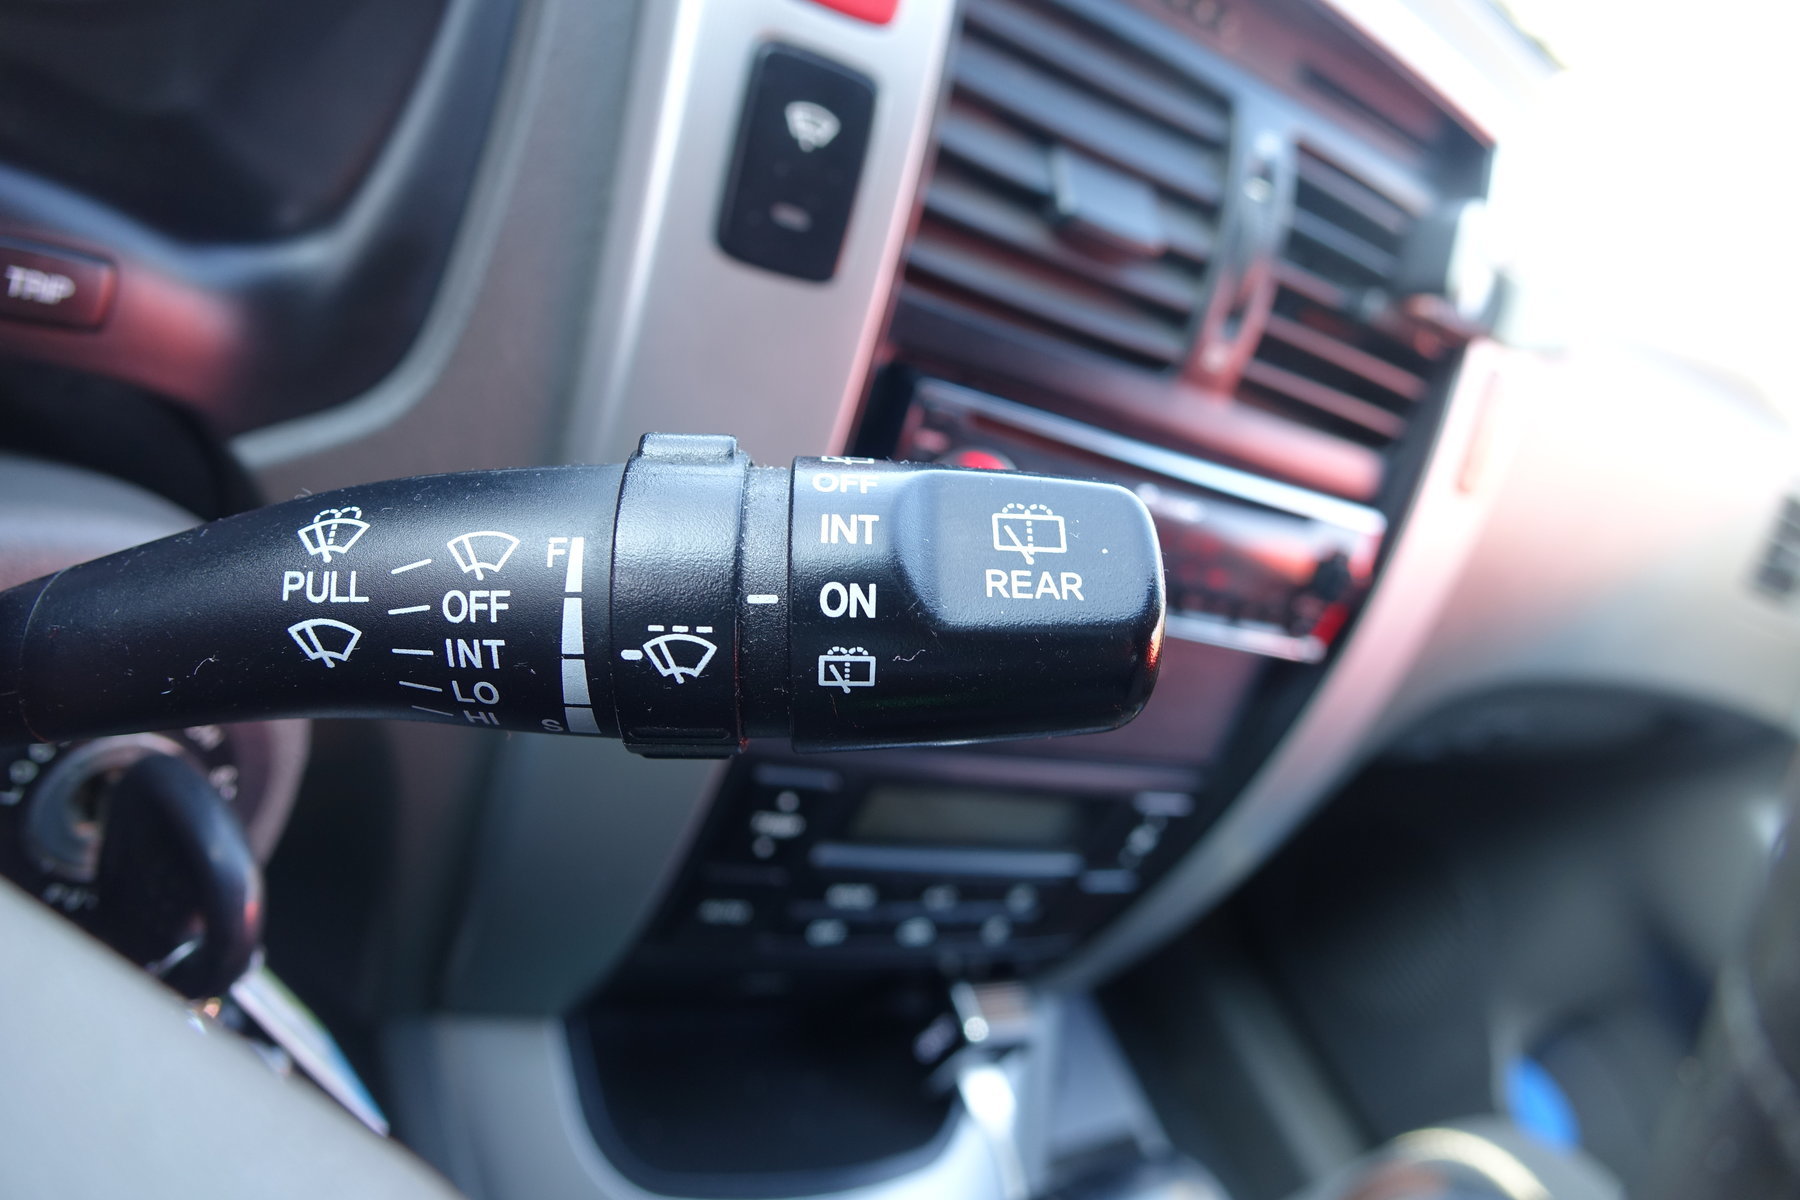 TRIP
PULL
OFF
INT
LO
HI
F
S
OFF
INT
ON
REAR